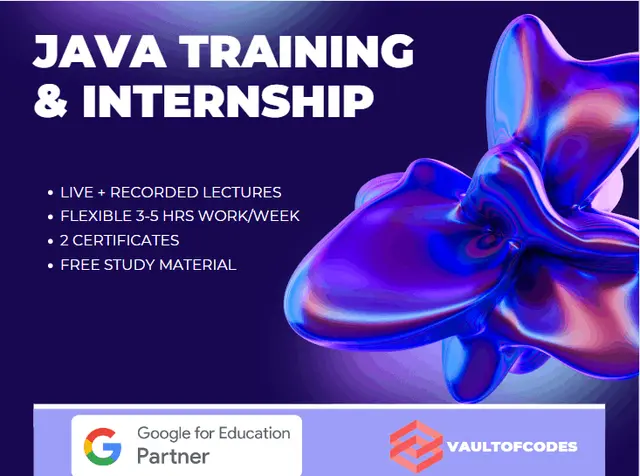 JAVA TRAINING
& INTERNSHIP
• LIVE + RECORDED LECTURES
• FLEXIBLE 3-5 HRS WORK/WEEK
• 2 CERTIFICATES
• FREE STUDY MATERIAL
Google for Education
Partner
VAULTOFCODES